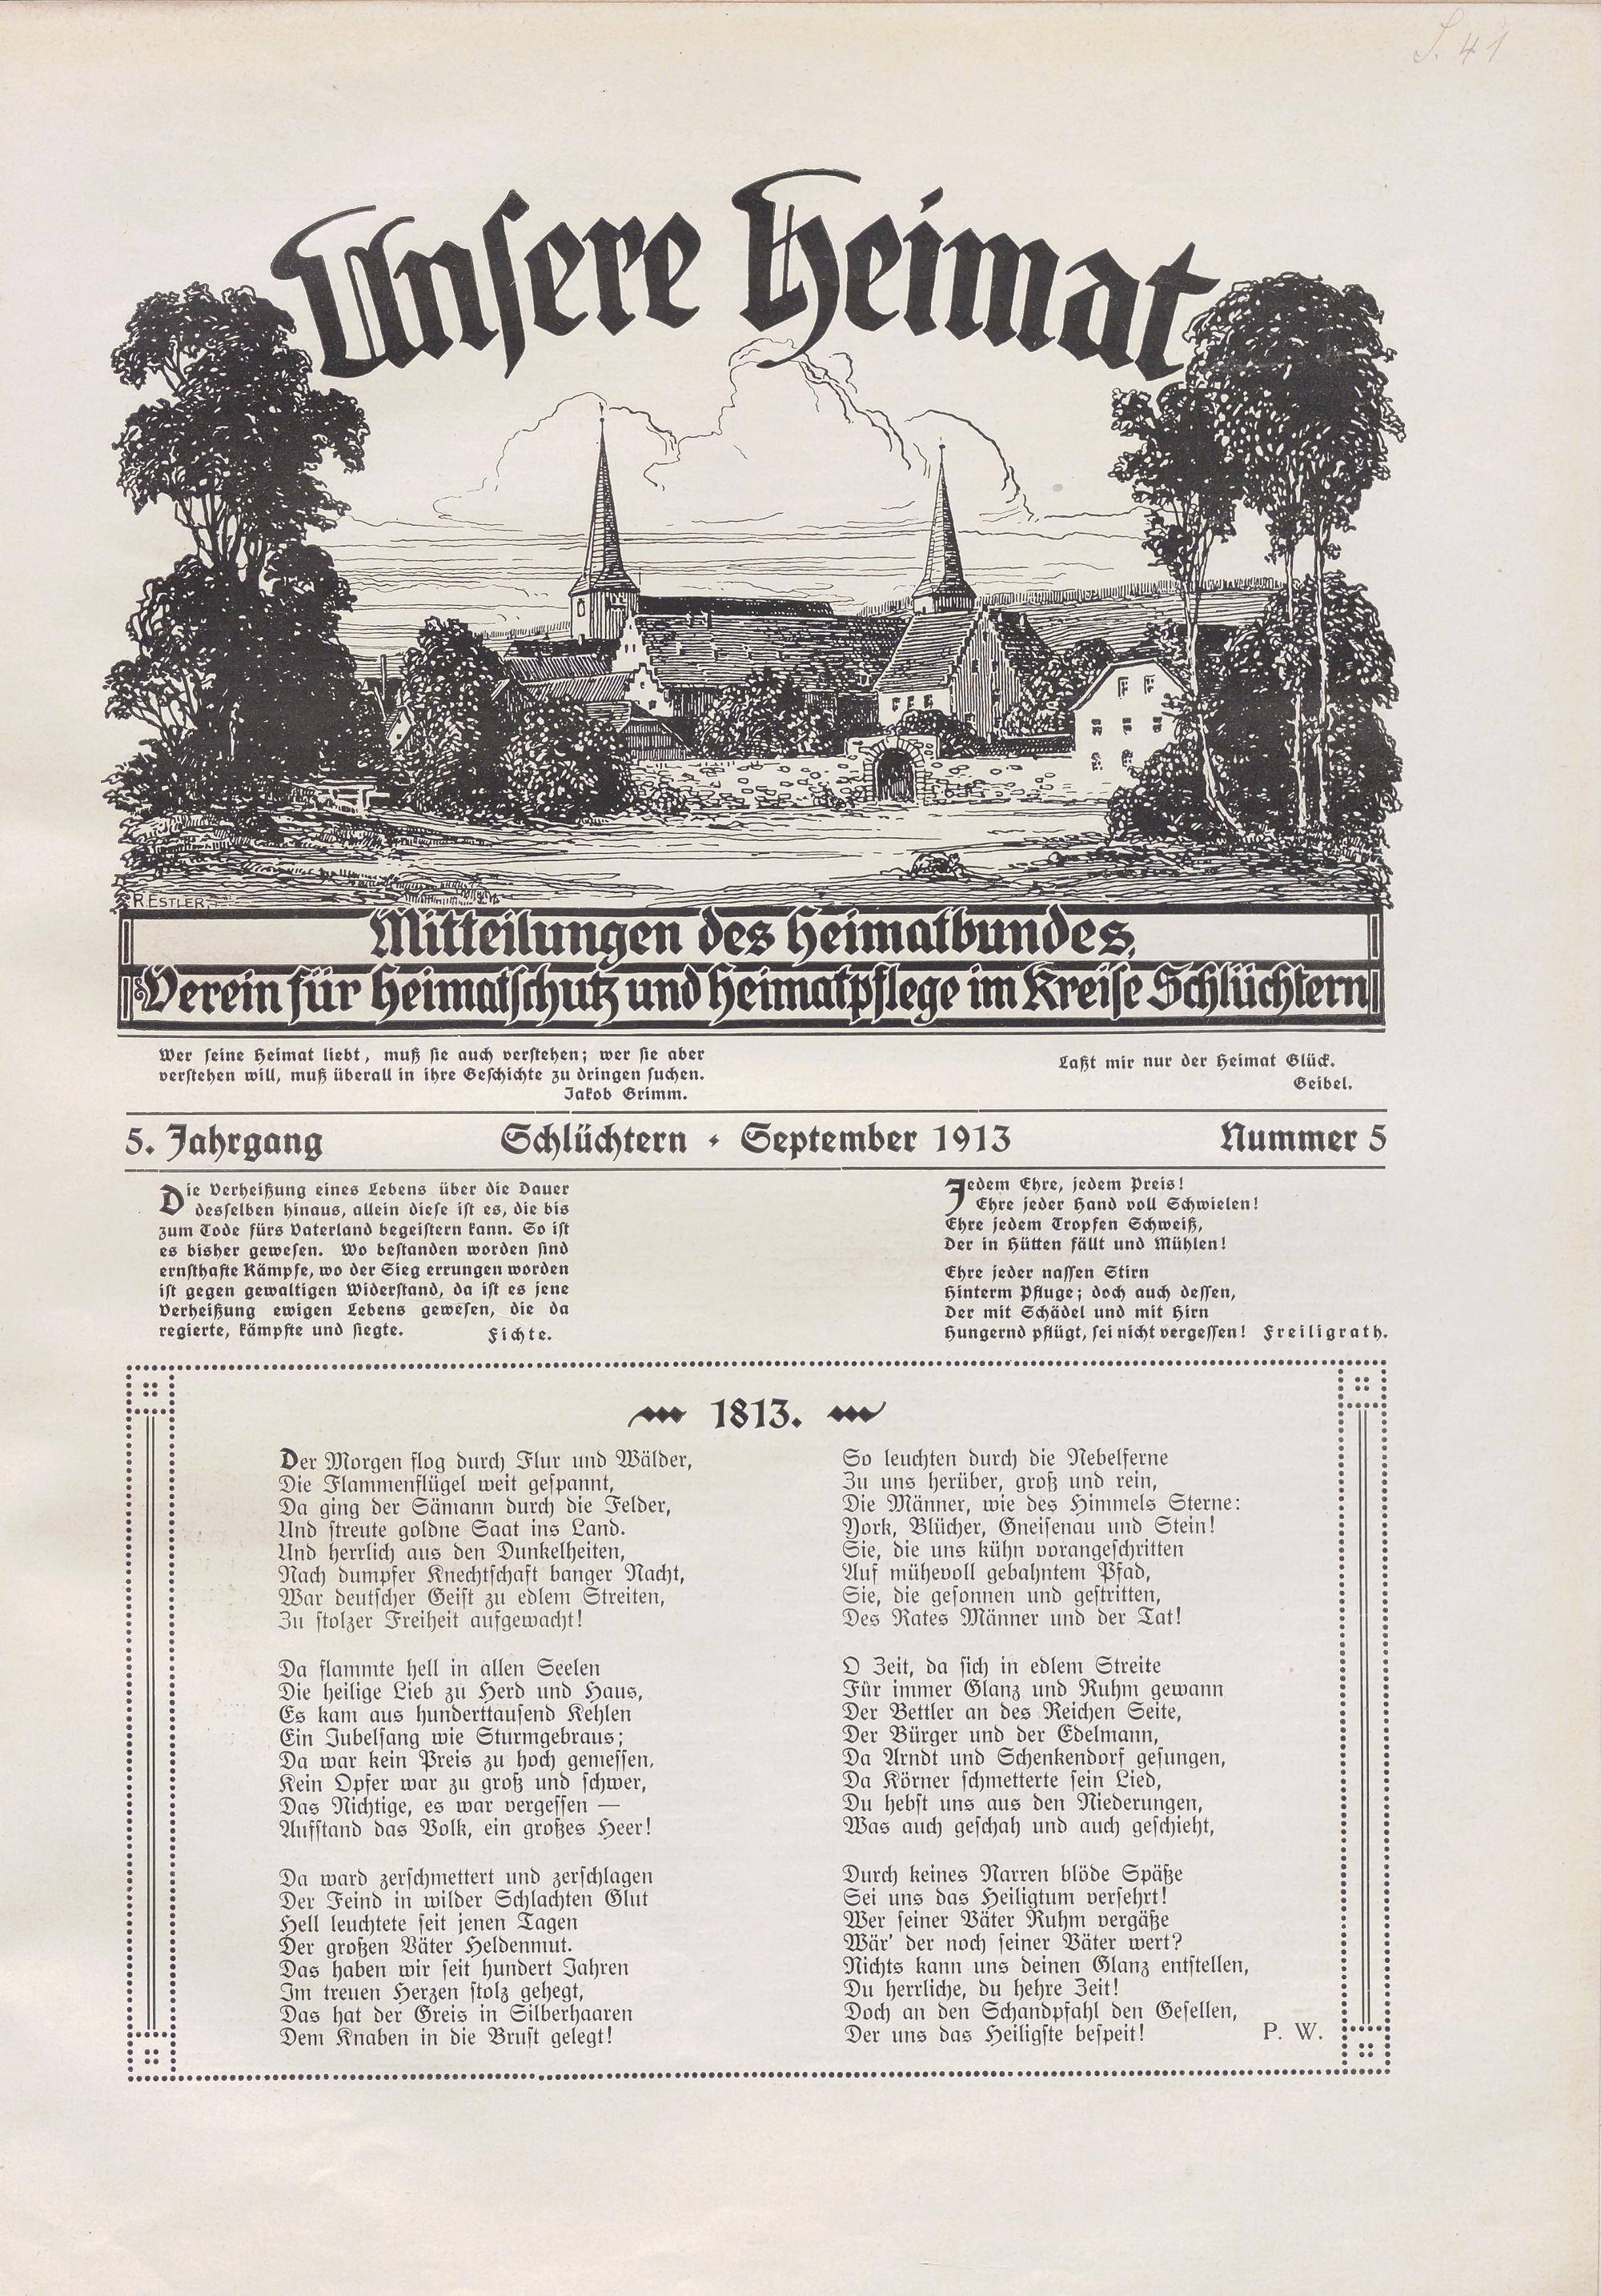 S. 41
Unsere Heimat
R. ESTLER.
Mitteilungen des Heimatbundes,
Verein für Heimatschutz und Heimatpflege im Kreise Schlüchtern
Wer seine Heimat liebt, muß sie auch verstehen; wer sie aber
verstehen will, muß überall in ihre Geschichte zu dringen suchen.
Jakob Grimm.
Laßt mir nur der Heimat Glück.
Geibel.
5. Jahrgang Schlüchtern · September 1913 Nummer 5
Die Verheißung eines Lebens über die Dauer
desselben hinaus, allein diese ist es, die bis
zum Tode fürs Vaterland begeistern kann. So ist
es bisher gewesen. Wo bestanden worden sind
ernsthafte Kämpfe, wo der Sieg errungen worden
ist gegen gewaltigen Widerstand, da ist es jene
Verheißung ewigen Lebens gewesen, die da
regierte, kämpfte und siegte. Fichte.
Jedem Ehre, jedem Preis!
Ehre jeder Hand voll Schwielen!
Ehre jedem Tropfen Schweiß,
Der in Hütten fällt und Mühlen!
Ehre jeder nassen Stirn
Hinterm Pfluge; doch auch dessen,
Der mit Schädel und mit Hirn
Hungernd pflügt, sei nicht vergessen! Freiligrath.
1813.
Der Morgen flog durch Flur und Wälder,
Die Flammenflügel weit gespannt,
Da ging der Sämann durch die Felder,
Und streute goldne Saat ins Land.
Und herrlich aus den Dunkelheiten,
Nach dumpfer Knechtschaft banger Nacht,
War deutscher Geist zu edlem Streiten,
Zu stolzer Freiheit aufgewacht!
Da flammte hell in allen Seelen
Die heilige Lieb zu Herd und Haus,
Es kam aus hunderttausend Kehlen
Ein Jubelsang wie Sturmgebraus;
Da war kein Preis zu hoch gemessen,
Kein Opfer war zu groß und schwer,
Das Nichtige, es war vergessen —
Aufstand das Volk, ein großes Heer!
Da ward zerschmettert und zerschlagen
Der Feind in wilder Schlachten Glut
Hell leuchtete seit jenen Tagen
Der großen Väter Heldenmut.
Das haben wir seit hundert Jahren
Im treuen Herzen stolz gehegt,
Das hat der Greis in Silberhaaren
Dem Knaben in die Brust gelegt!
So leuchten durch die Nebelferne
Zu uns herüber, groß und rein,
Die Männer, wie des Himmels Sterne:
York, Blücher, Gneisenau und Stein!
Sie, die uns kühn vorangeschritten
Auf mühevoll gebahntem Pfad,
Sie, die gesonnen und gestritten,
Des Rates Männer und der Tat!
O Zeit, da sich in edlem Streite
Für immer Glanz und Ruhm gewann
Der Bettler an des Reichen Seite,
Der Bürger und der Edelmann,
Da Arndt und Schenkendorf gesungen,
Da Körner schmetterte sein Lied,
Du hebst uns aus den Niederungen,
Was auch geschah und auch geschieht,
Durch keines Narren blöde Späße
Sei uns das Heiligtum versehrt!
Wer seiner Väter Ruhm vergäße
Wär' der noch seiner Väter wert?
Nichts kann uns deinen Glanz entstellen,
Du herrliche, du hehre Zeit!
Doch an den Schandpfahl den Gesellen,
Der uns das Heiligste bespeit! P. W.